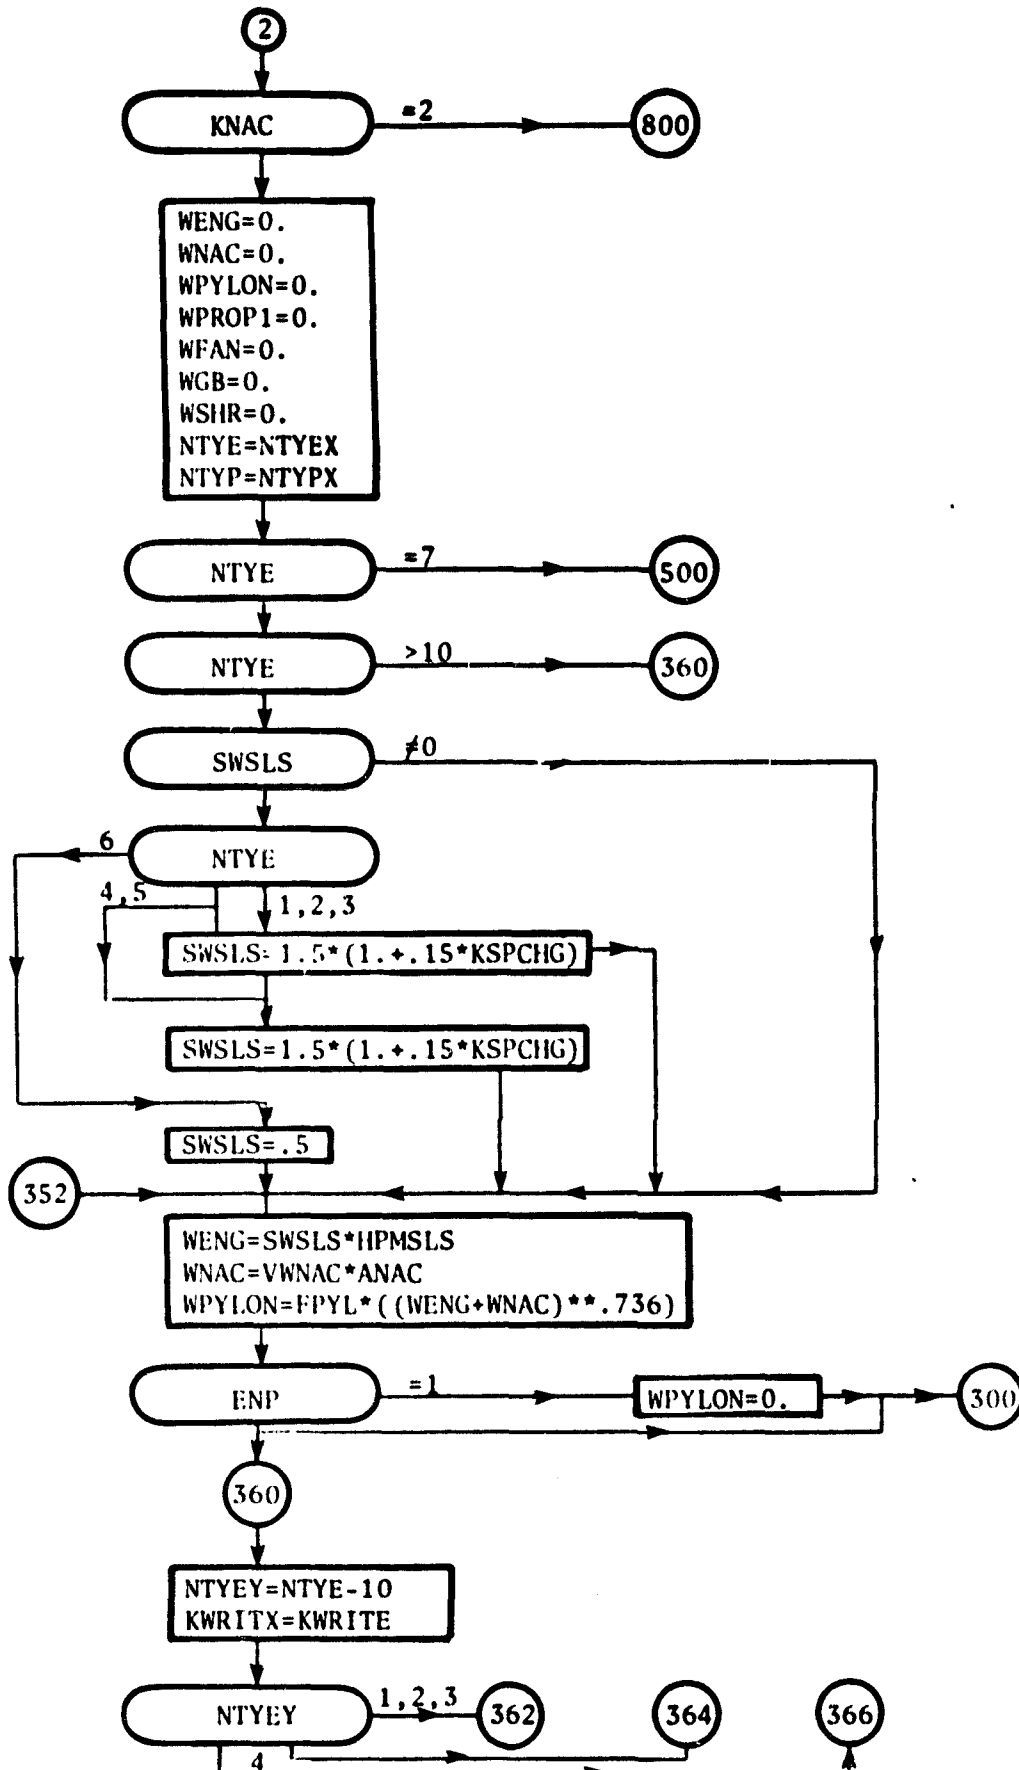 2
KNAC
=2
800
WENG=0.
WNAC=0.
WPYLON=0.
WPROP1=0.
WFAN=0.
WGB=0.
WSHR=0.
NTYE=NTYEX
NTYP=NTYPX
NTYE
=7
500
NTYE
>10
360
SWSLS
≠0
6
NTYE
4,5
1,2,3
SWSLS=1.5*(1.+.15*KSPCHG)
SWSLS=1.5*(1.+.15*KSPCHG)
SWSLS=.5
352
WENG=SWSLS*HPMSLS
WNAC=VWNAC*ANAC
WPYLON=FPYL*((WENG+WNAC)**.736)
ENP
=1
WPYLON=0.
300
360
NTYEY=NTYE-10
KWRITX=KWRITE
NTYEY
1,2,3
362
364
366
4